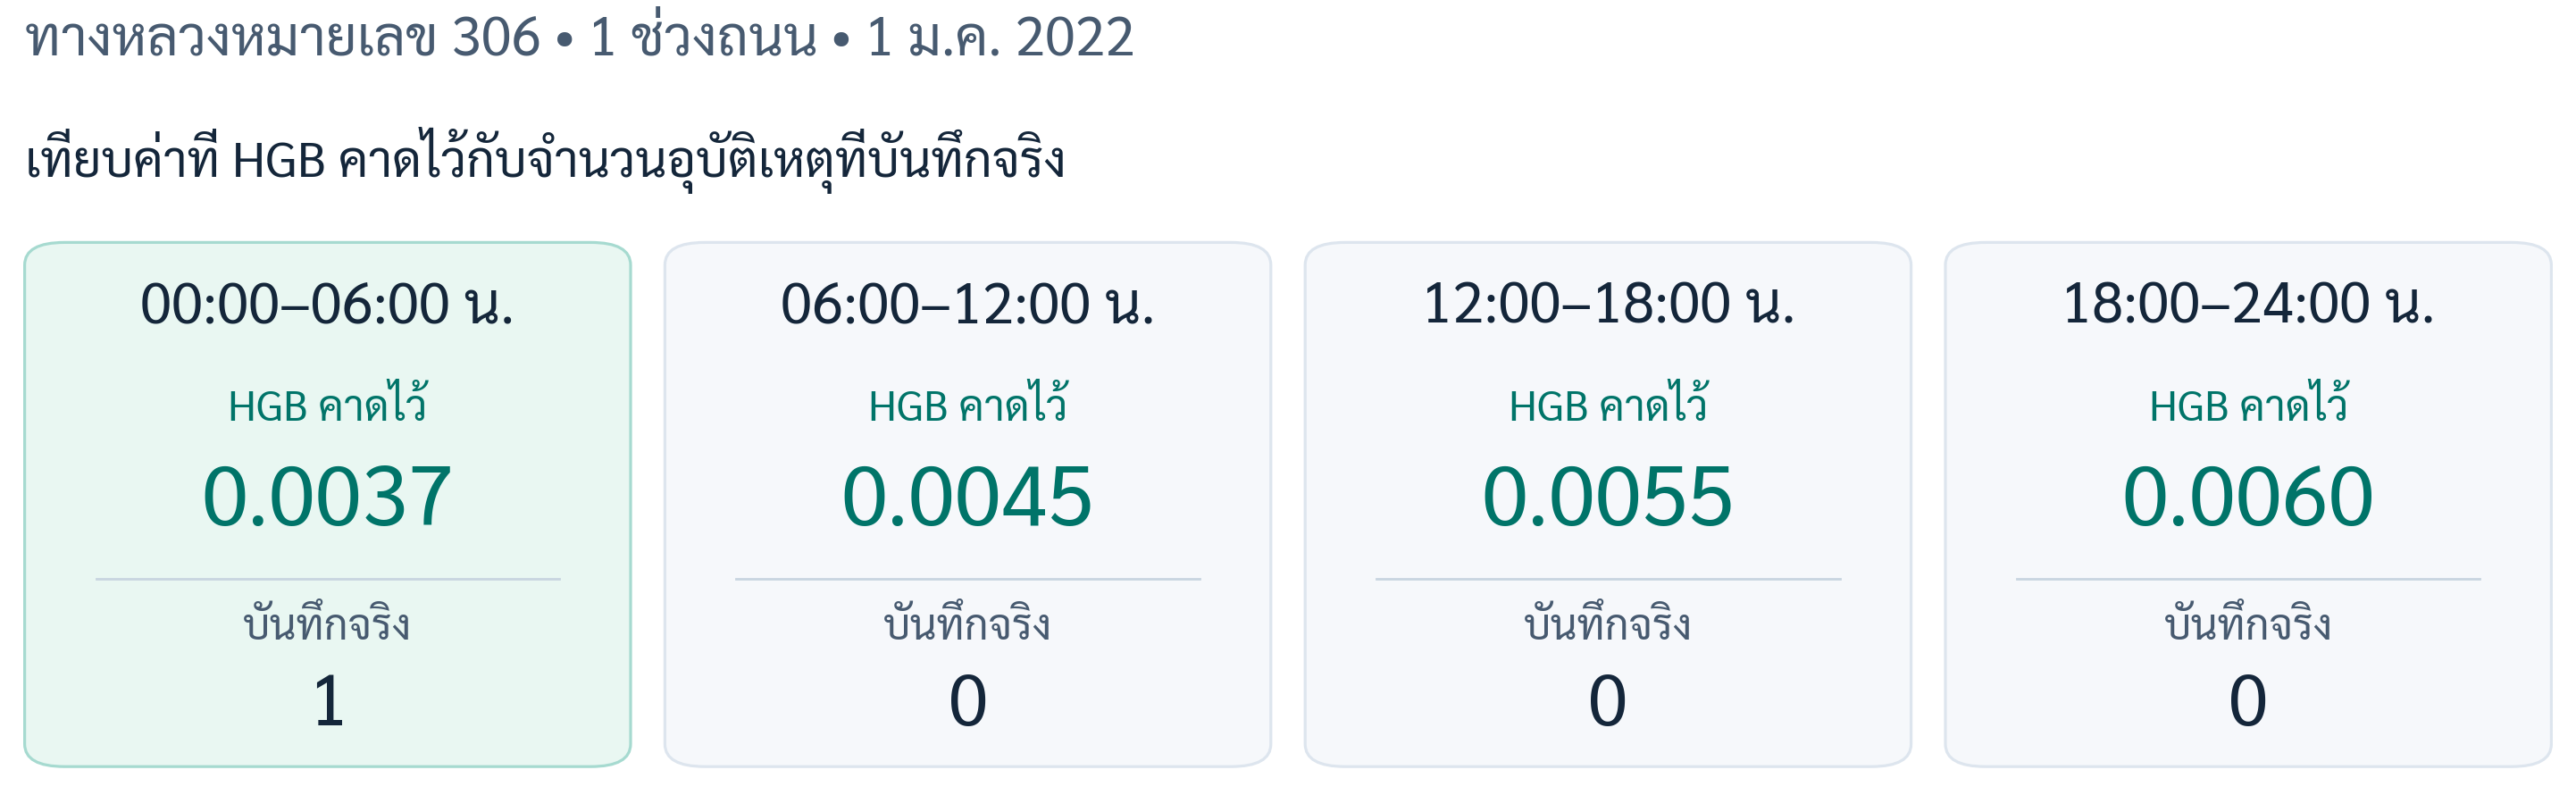 ทางหลวงหมายเลข 306 • 1 ช่วงถนน • 1 ม.ค. 2022
เทียบค่าที่ HGB คาดไว้กับจำนวนอุบัติเหตุที่บันทึกจริง
00:00–06:00 น.
HGB คาดไว้
0.0037
บันทึกจริง
1
06:00–12:00 น.
HGB คาดไว้
0.0045
บันทึกจริง
0
12:00–18:00 น.
HGB คาดไว้
0.0055
บันทึกจริง
0
18:00–24:00 น.
HGB คาดไว้
0.0060
บันทึกจริง
0